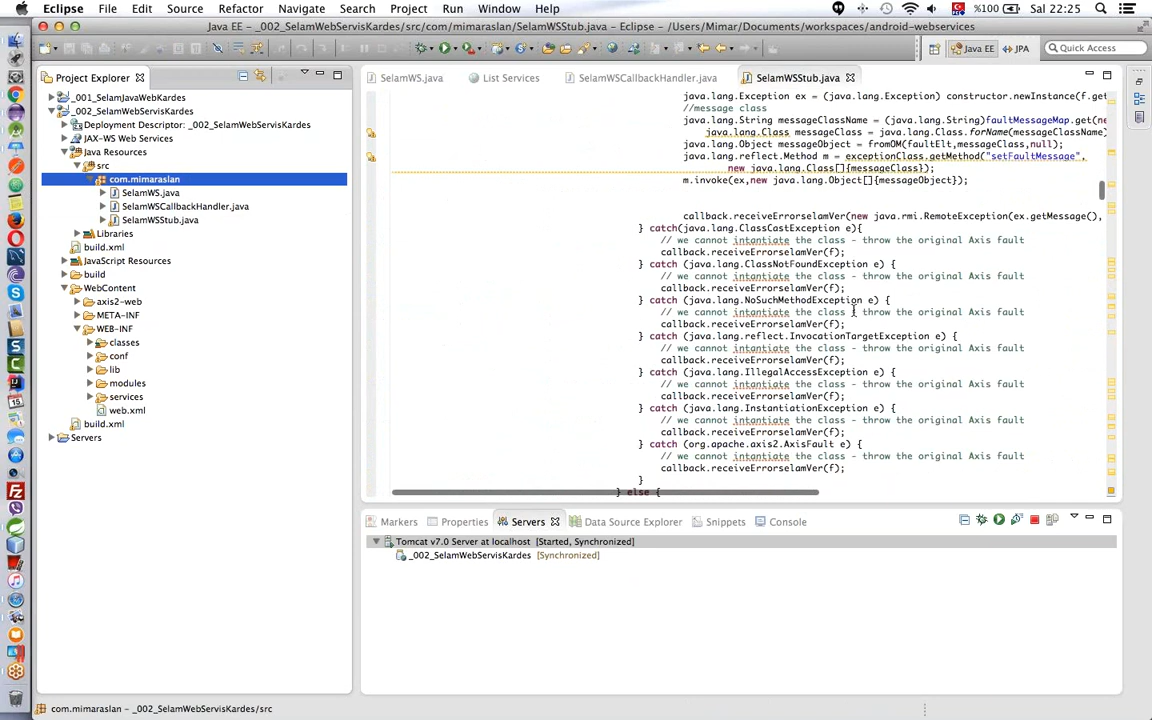 Eclipse File Edit Source Refactor Navigate Search Project Run Window Help %100 Sal 22:25
Java EE - _002_SelamWebServisKardes/src/com/mimaraslan/SelamWSStub.java - Eclipse - /Users/Mimar/Documents/workspaces/android-webservices
Java EE JPA Quick Access
Project Explorer
_001_SelamJavaWebKardes
_002_SelamWebServisKardes
Deployment Descriptor: _002_SelamWebServisKardes
JAX-WS Web Services
Java Resources
src
com.mimaraslan
SelamWS.java
SelamWSCallbackHandler.java
SelamWSStub.java
Libraries
build.xml
JavaScript Resources
build
WebContent
axis2-web
META-INF
WEB-INF
classes
conf
lib
modules
services
web.xml
build.xml
Servers
SelamWS.java List Services SelamWSCallbackHandler.java SelamWSStub.java
java.lang.Exception ex = (java.lang.Exception) constructor.newInstance(f.get
//message class
java.lang.String messageClassName = (java.lang.String)faultMessageMap.get(ne
java.lang.Class messageClass = java.lang.Class.forName(messageClassName)
java.lang.Object messageObject = fromOM(faultElt,messageClass,null);
java.lang.reflect.Method m = exceptionClass.getMethod("setFaultMessage",
new java.lang.Class[]{messageClass});
m.invoke(ex,new java.lang.Object[]{messageObject});
callback.receiveErrorselamVer(new java.rmi.RemoteException(ex.getMessage(),
} catch(java.lang.ClassCastException e){
// we cannot intantiate the class - throw the original Axis fault
callback.receiveErrorselamVer(f);
} catch (java.lang.ClassNotFoundException e) {
// we cannot intantiate the class - throw the original Axis fault
callback.receiveErrorselamVer(f);
} catch (java.lang.NoSuchMethodException e) {
// we cannot intantiate the class - throw the original Axis fault
callback.receiveErrorselamVer(f);
} catch (java.lang.reflect.InvocationTargetException e) {
// we cannot intantiate the class - throw the original Axis fault
callback.receiveErrorselamVer(f);
} catch (java.lang.IllegalAccessException e) {
// we cannot intantiate the class - throw the original Axis fault
callback.receiveErrorselamVer(f);
} catch (java.lang.InstantiationException e) {
// we cannot intantiate the class - throw the original Axis fault
callback.receiveErrorselamVer(f);
} catch (org.apache.axis2.AxisFault e) {
// we cannot intantiate the class - throw the original Axis fault
callback.receiveErrorselamVer(f);
}
} else {
Markers Properties Servers Data Source Explorer Snippets Console
Tomcat v7.0 Server at localhost [Started, Synchronized]
_002_SelamWebServisKardes [Synchronized]
com.mimaraslan - _002_SelamWebServisKardes/src